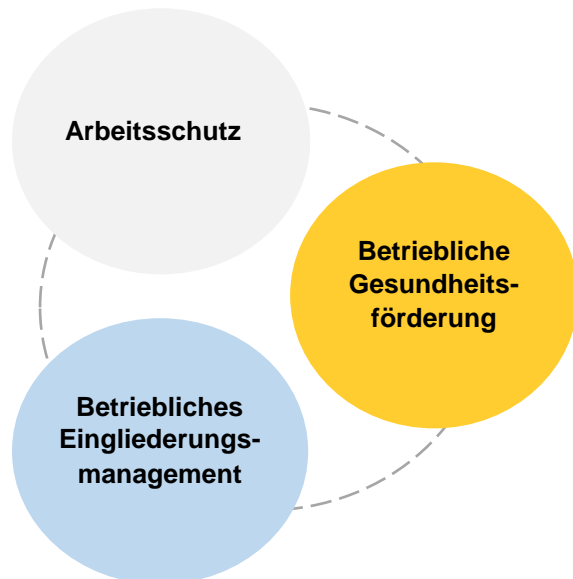 Arbeitsschutz
Betriebliche
Gesundheits-
förderung
Betriebliches
Eingliederungs-
management